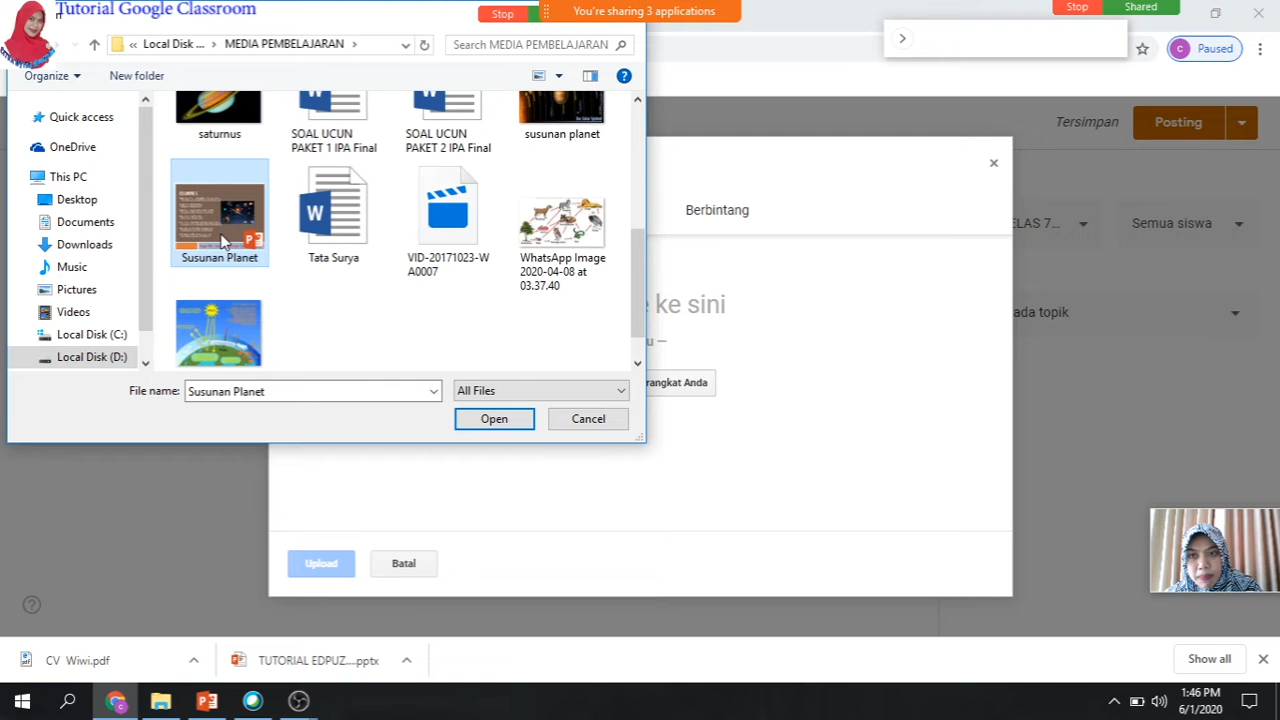 Tutorial Google Classroom
Stop
You're sharing 3 applications
Stop
Shared
Local Disk ...
MEDIA PEMBELAJARAN
Search MEDIA PEMBELAJARAN
C
Paused
Organize
New folder
Quick access
OneDrive
This PC
Desktop
Documents
Downloads
Music
Pictures
Videos
Local Disk (C:)
Local Disk (D:)
saturnus
SOAL UCUN
PAKET 1 IPA Final
SOAL UCUN
PAKET 2 IPA Final
susunan planet
Susunan Planet
Tata Surya
VID-20171023-W
A0007
WhatsApp Image
2020-04-08 at
03.37.40
File name:
Susunan Planet
All Files
Open
Cancel
Tersimpan
Posting
Berbintang
ELAS 7...
Semua siswa
e ke sini
ada topik
u —
rangkat Anda
Upload
Batal
CV Wiwi.pdf
TUTORIAL EDPUZ....pptx
Show all
1:46 PM
6/1/2020